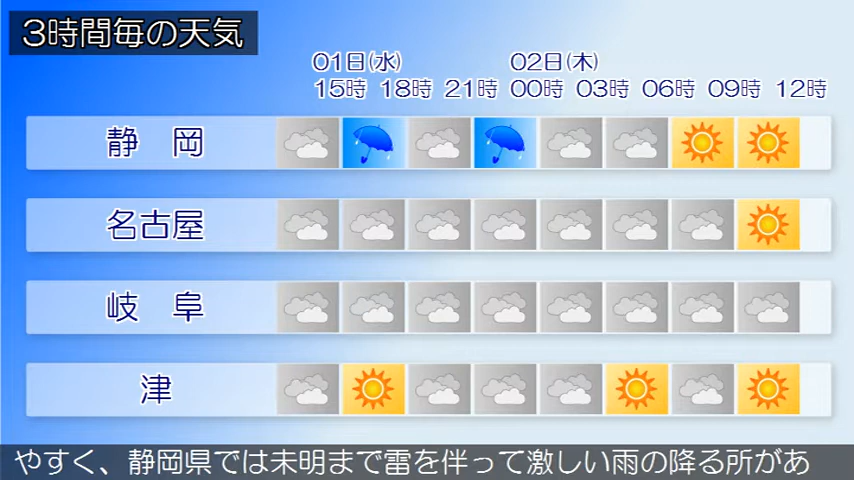 3時間毎の天気
01日(水) 02日(木)
15時 18時 21時 00時 03時 06時 09時 12時
静 岡
名古屋
岐 阜
津
やすく、静岡県では未明まで雷を伴って激しい雨の降る所があ